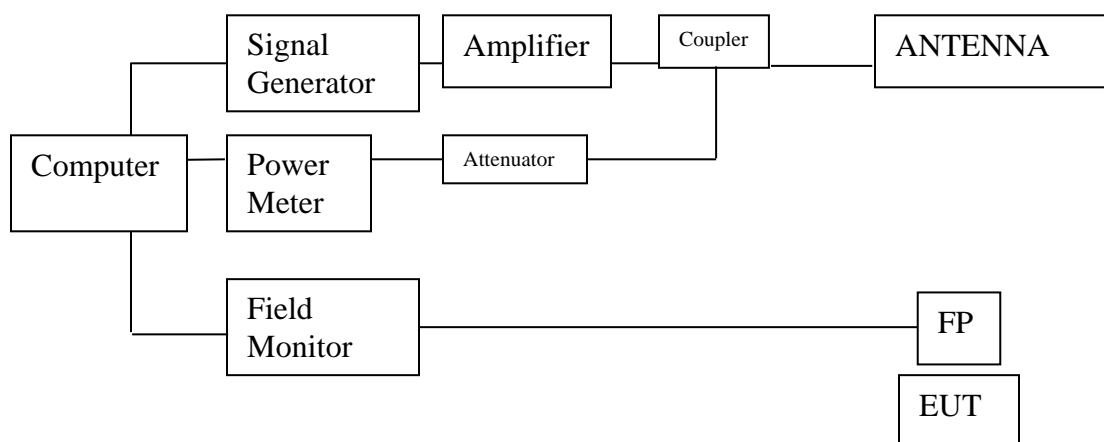 Signal
Generator
Amplifier
Coupler
ANTENNA
Computer
Power
Meter
Attenuator
Field
Monitor
FP
EUT